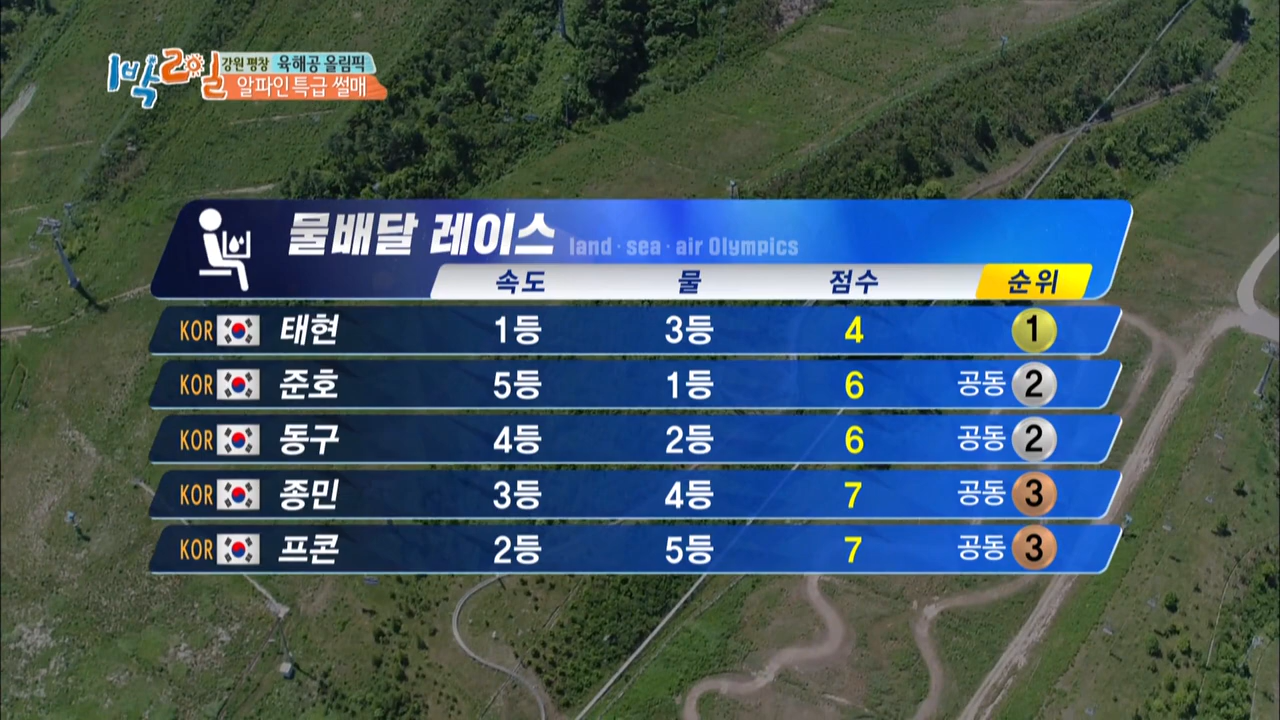 1박2일 강원 평창 육해공 올림픽
알파인 특급 썰매
물배달 레이스 land · sea · air Olympics
속도 물 점수 순위
KOR 태현 1등 3등 4 1
KOR 준호 5등 1등 6 공동 2
KOR 동구 4등 2등 6 공동 2
KOR 종민 3등 4등 7 공동 3
KOR 프콘 2등 5등 7 공동 3